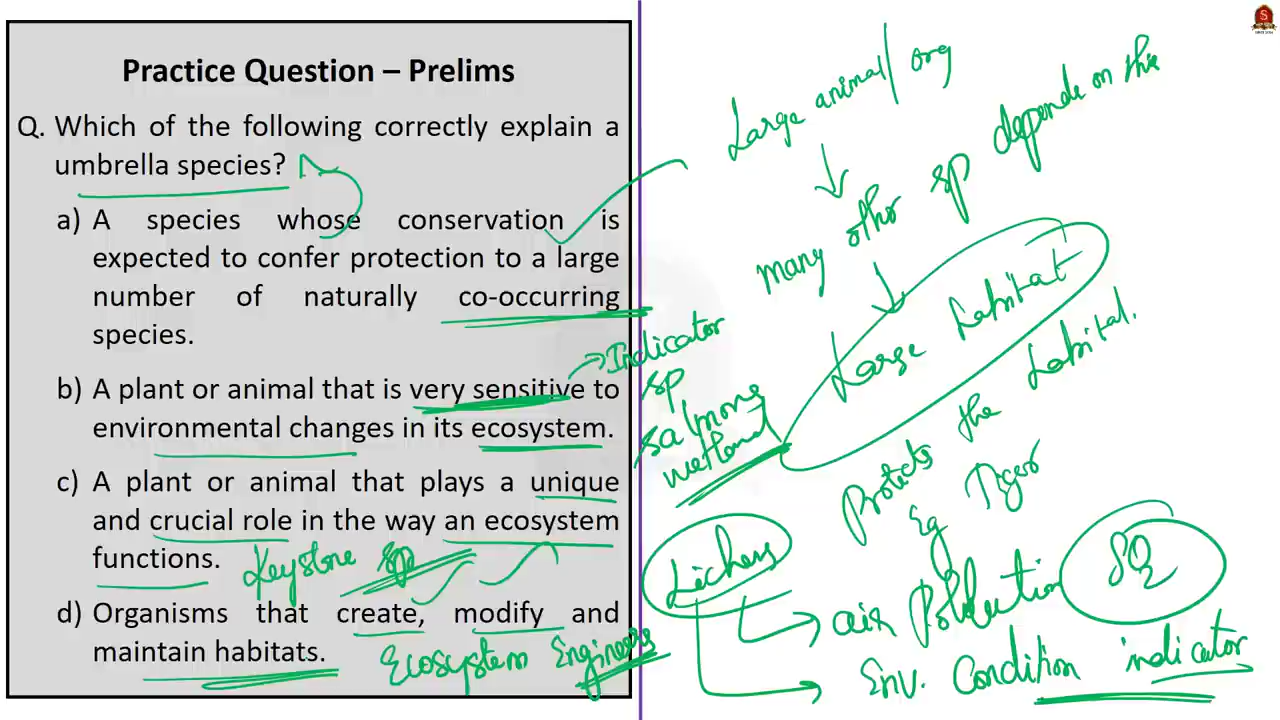 Practice Question – Prelims
Q. Which of the following correctly explain a
umbrella species?
a) A species whose conservation is
expected to confer protection to a large
number of naturally co-occurring
species.
b) A plant or animal that is very sensitive to
environmental changes in its ecosystem.
c) A plant or animal that plays a unique
and crucial role in the way an ecosystem
functions.
Keystone sp
d) Organisms that create, modify and
maintain habitats.
Ecosystem Engineers
Large animal/org
many other sp depends on this
Large habitat
Protects the habitat.
Eg Tiger
Indicator
sp
wetland
Lichens
air Pollution SO2
Env. Condition indicator